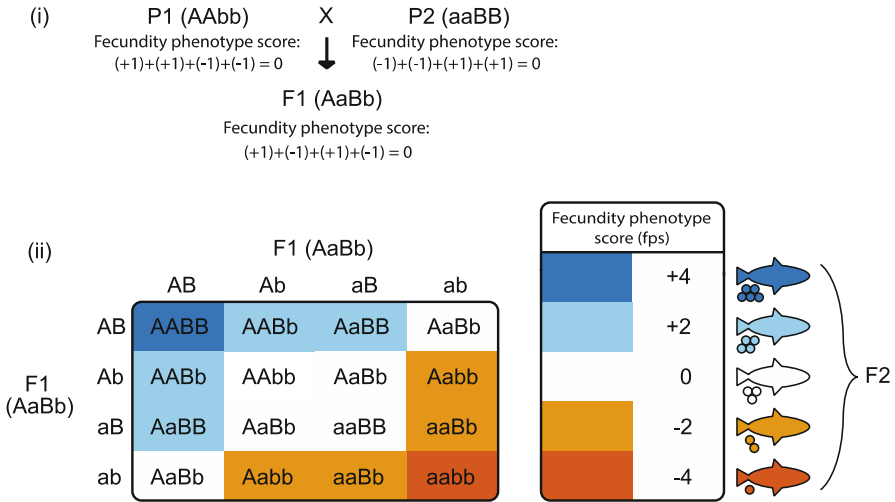 (i)
P1 (AAbb) X P2 (aaBB)
Fecundity phenotype score: Fecundity phenotype score:
(+1)+(+1)+(-1)+(-1) = 0 (-1)+(-1)+(+1)+(+1) = 0
F1 (AaBb)
Fecundity phenotype score:
(+1)+(-1)+(+1)+(-1) = 0
(ii)
F1 (AaBb)
AB Ab aB ab
F1
(AaBb)
AB AABB AABb AaBB AaBb
Ab AABb AAbb AaBb Aabb
aB AaBB AaBb aaBB aaBb
ab AaBb Aabb aaBb aabb
Fecundity phenotype
score (fps)
+4
+2
0
-2
-4
F2